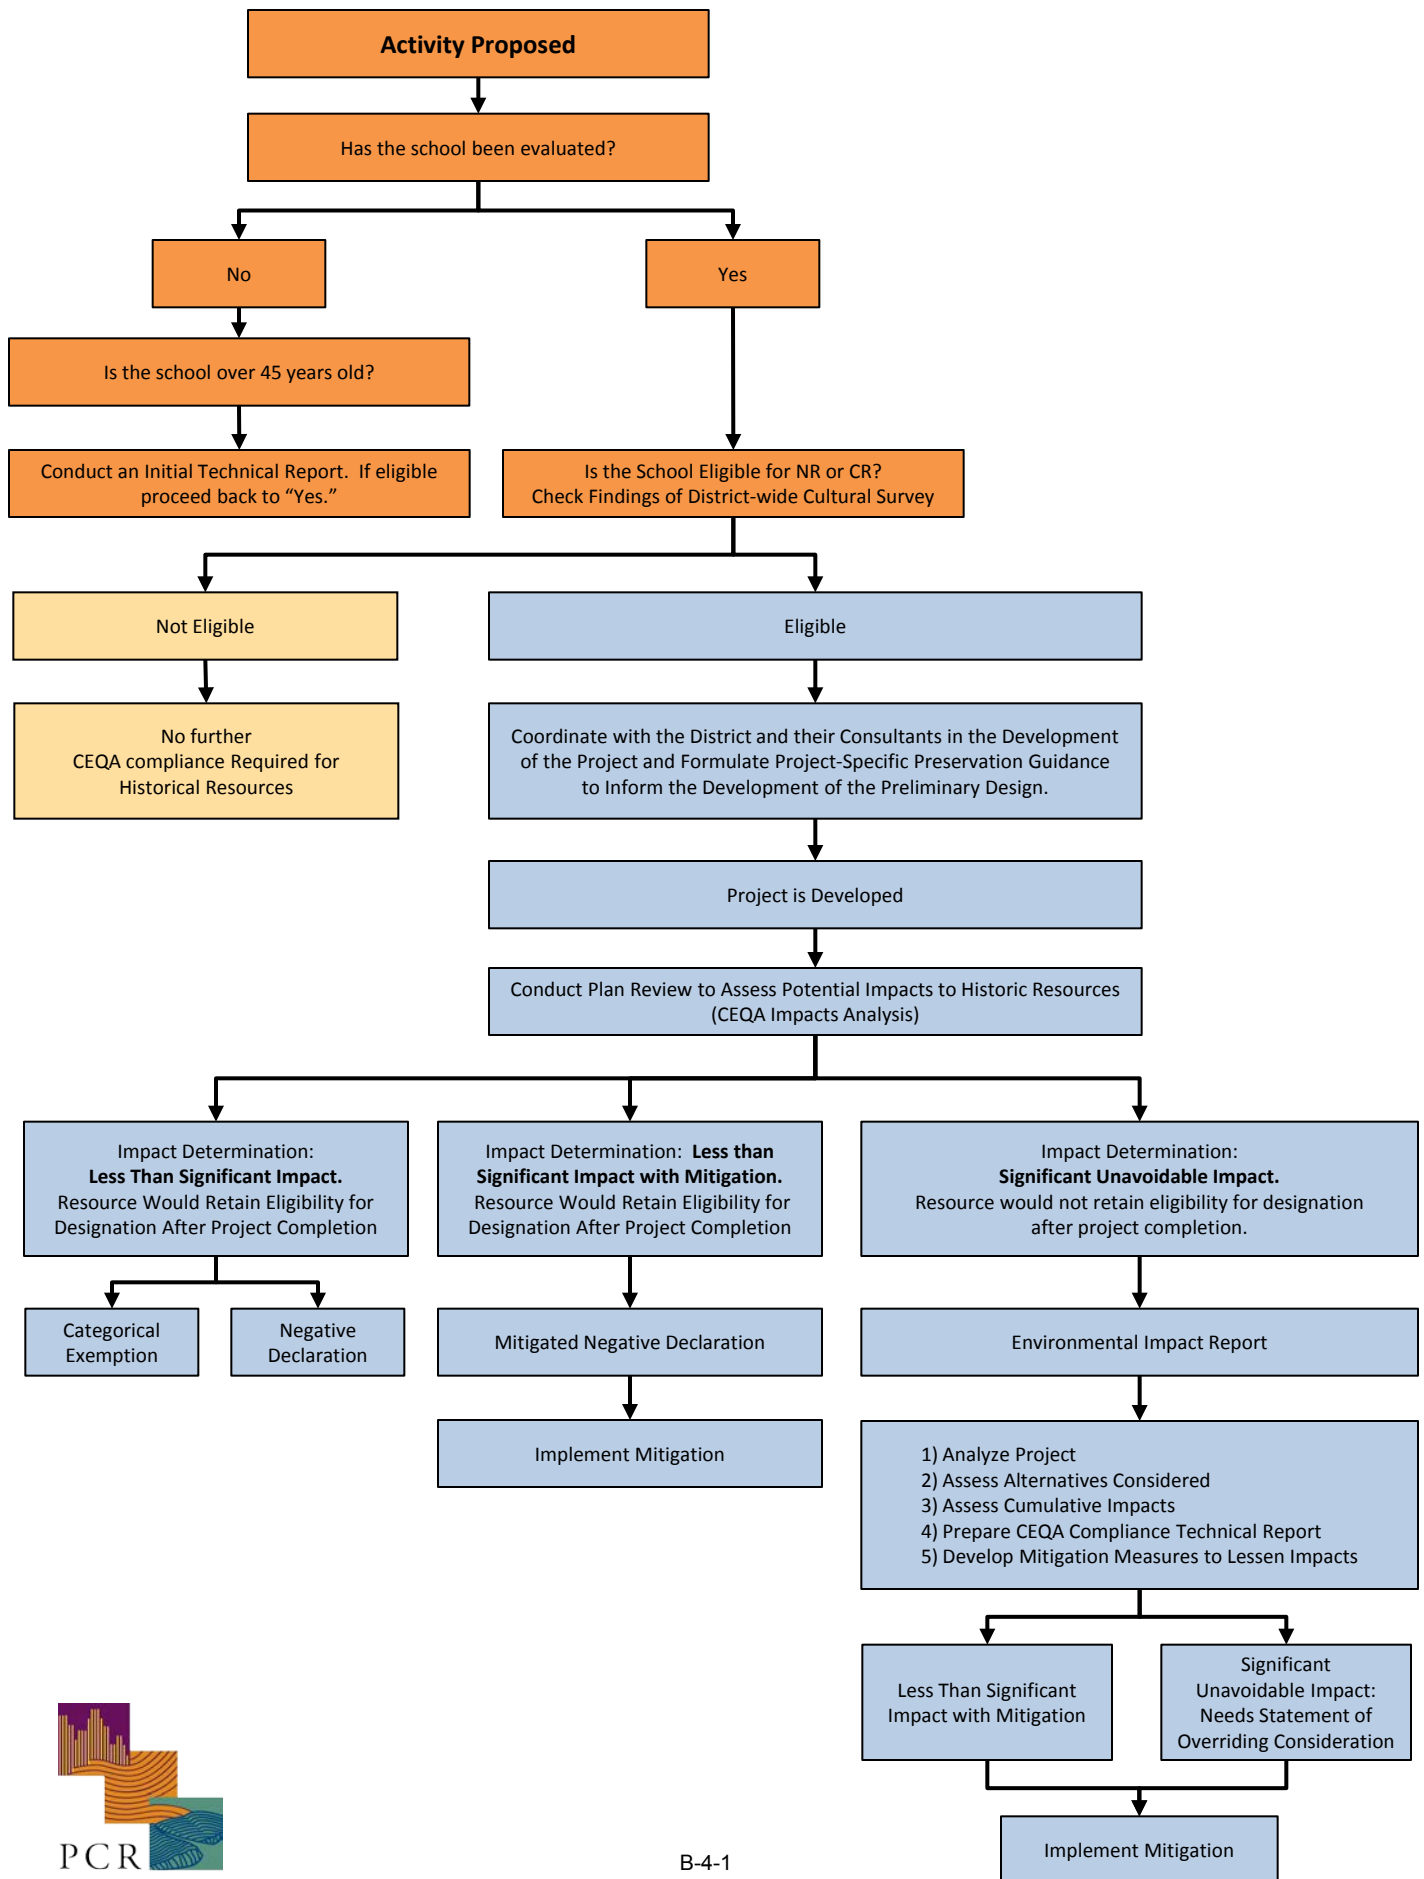 Activity Proposed
Has the school been evaluated?
No
Yes
Is the school over 45 years old?
Conduct an Initial Technical Report.  If eligible
proceed back to “Yes.”
Is the School Eligible for NR or CR?
Check Findings of District-wide Cultural Survey
Not Eligible
Eligible
No further
CEQA compliance Required for
Historical Resources
Coordinate with the District and their Consultants in the Development
of the Project and Formulate Project-Specific Preservation Guidance
to Inform the Development of the Preliminary Design.
Project is Developed
Conduct Plan Review to Assess Potential Impacts to Historic Resources
(CEQA Impacts Analysis)
Impact Determination:
Less Than Significant Impact.
Resource Would Retain Eligibility for
Designation After Project Completion
Impact Determination:  Less than
Significant Impact with Mitigation.
Resource Would Retain Eligibility for
Designation After Project Completion
Impact Determination:
Significant Unavoidable Impact.
Resource would not retain eligibility for designation
after project completion.
Categorical
Exemption
Negative
Declaration
Mitigated Negative Declaration
Environmental Impact Report
Implement Mitigation
1) Analyze Project
2) Assess Alternatives Considered
3) Assess Cumulative Impacts
4) Prepare CEQA Compliance Technical Report
5) Develop Mitigation Measures to Lessen Impacts
Less Than Significant
Impact with Mitigation
Significant
Unavoidable Impact:
Needs Statement of
Overriding Consideration
Implement Mitigation
PCR
B-4-1